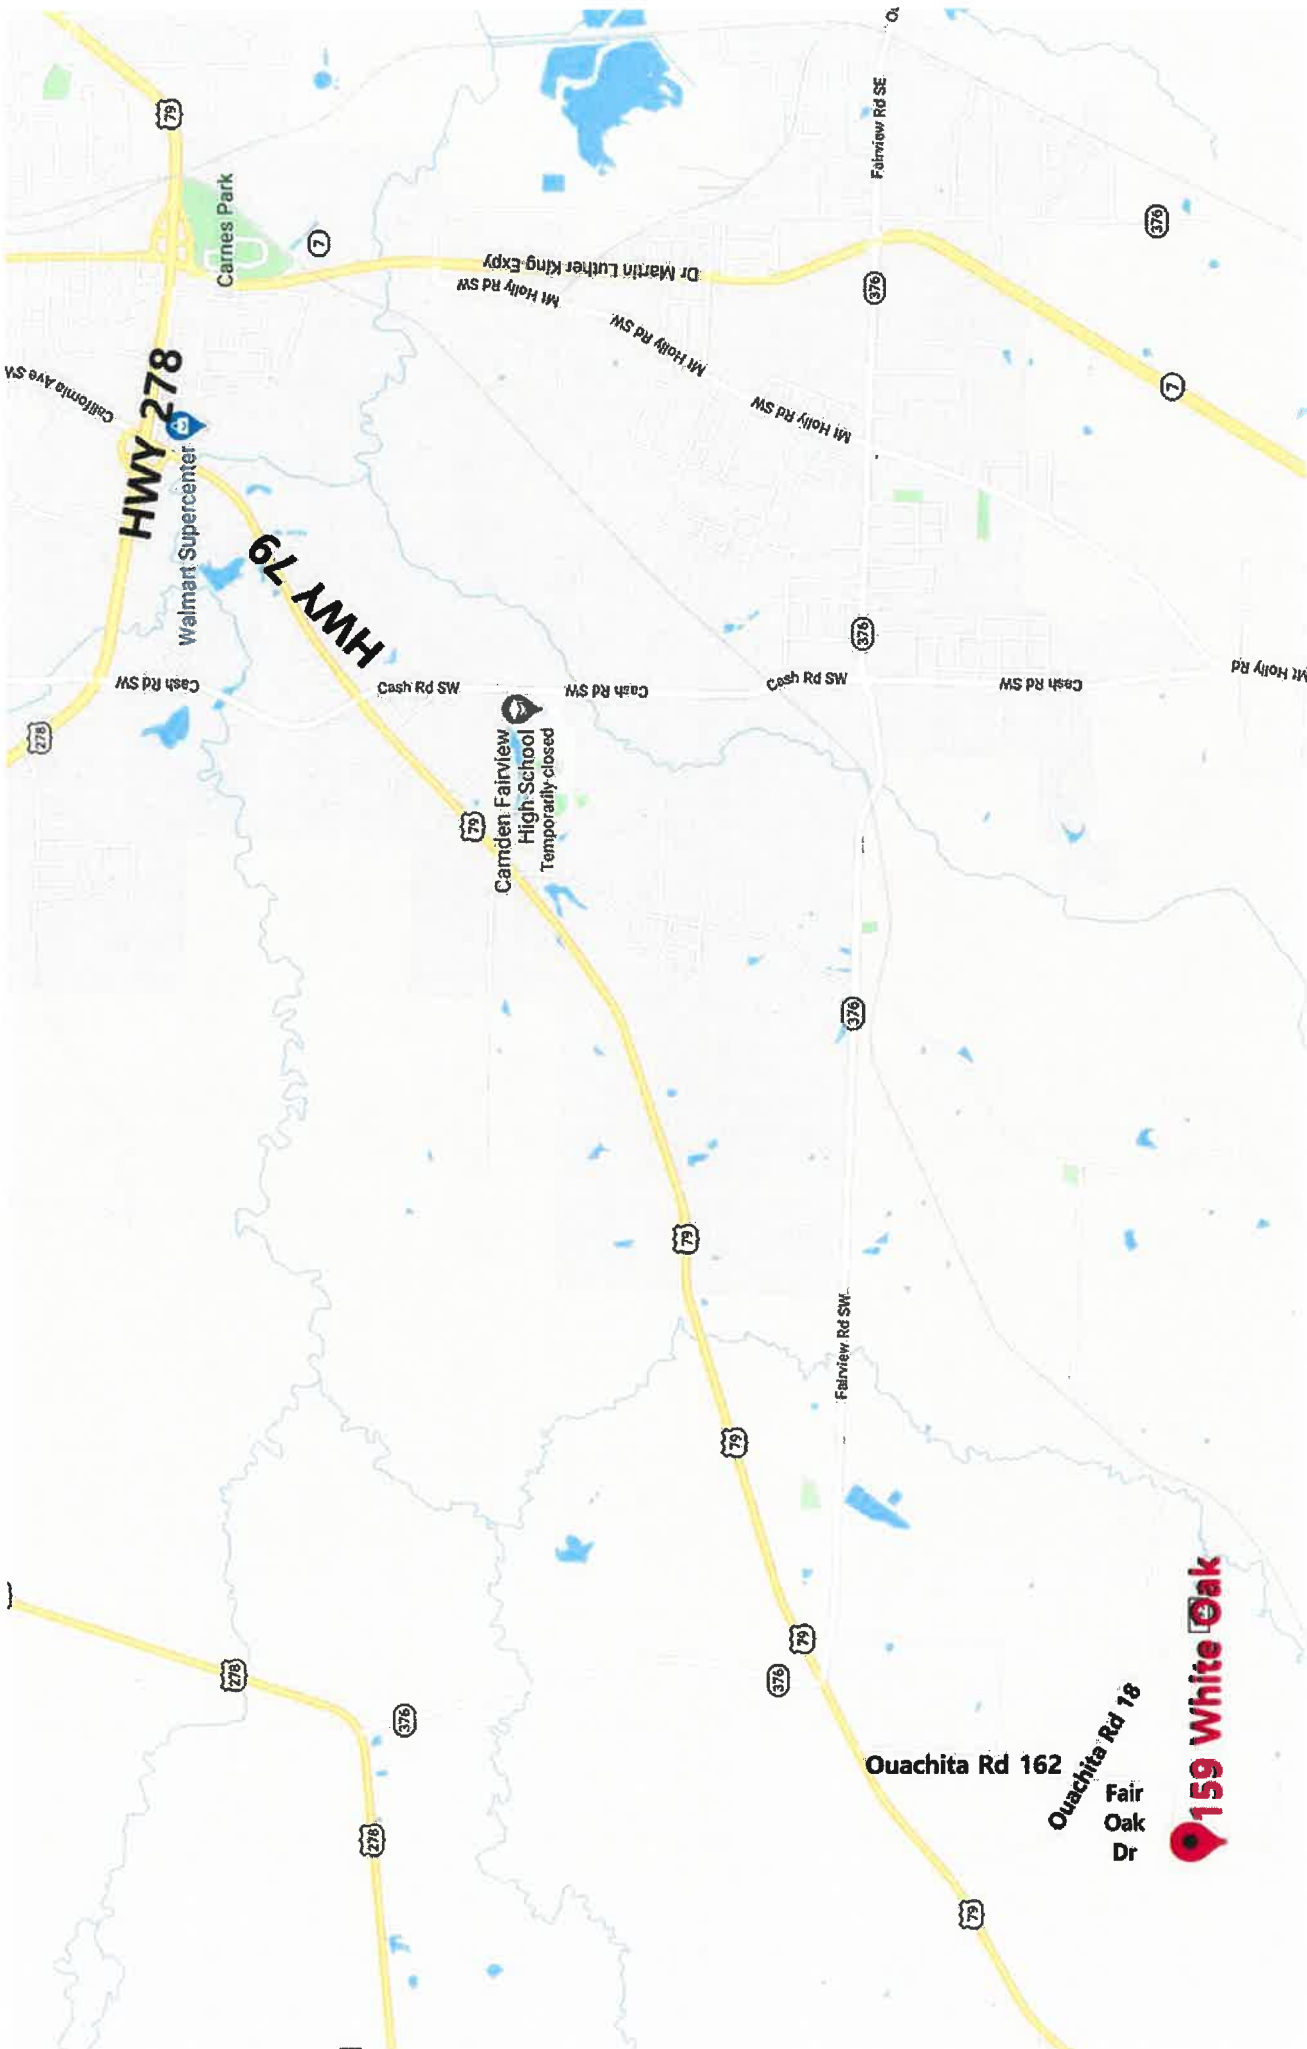 79
Carnes Park
7
Dr Martin Luther King Expy
Mt Holly Rd SW
Mt Holly Rd SW
Mt Holly Rd SW
Fairview Rd SE
376
376
7
California Ave SW
HWY 278
Walmart Supercenter
HWY 79
278
Cash Rd SW
Cash Rd SW
Cash Rd SW
Cash Rd SW
Cash Rd SW
376
Mt Holly Rd
79
Camden Fairview
High School
Temporarily closed
376
79
Fairview Rd SW
79
79
376
278
376
278
Ouachita Rd 162
Ouachita Rd 18
Fair
Oak
Dr
159 White Oak
79